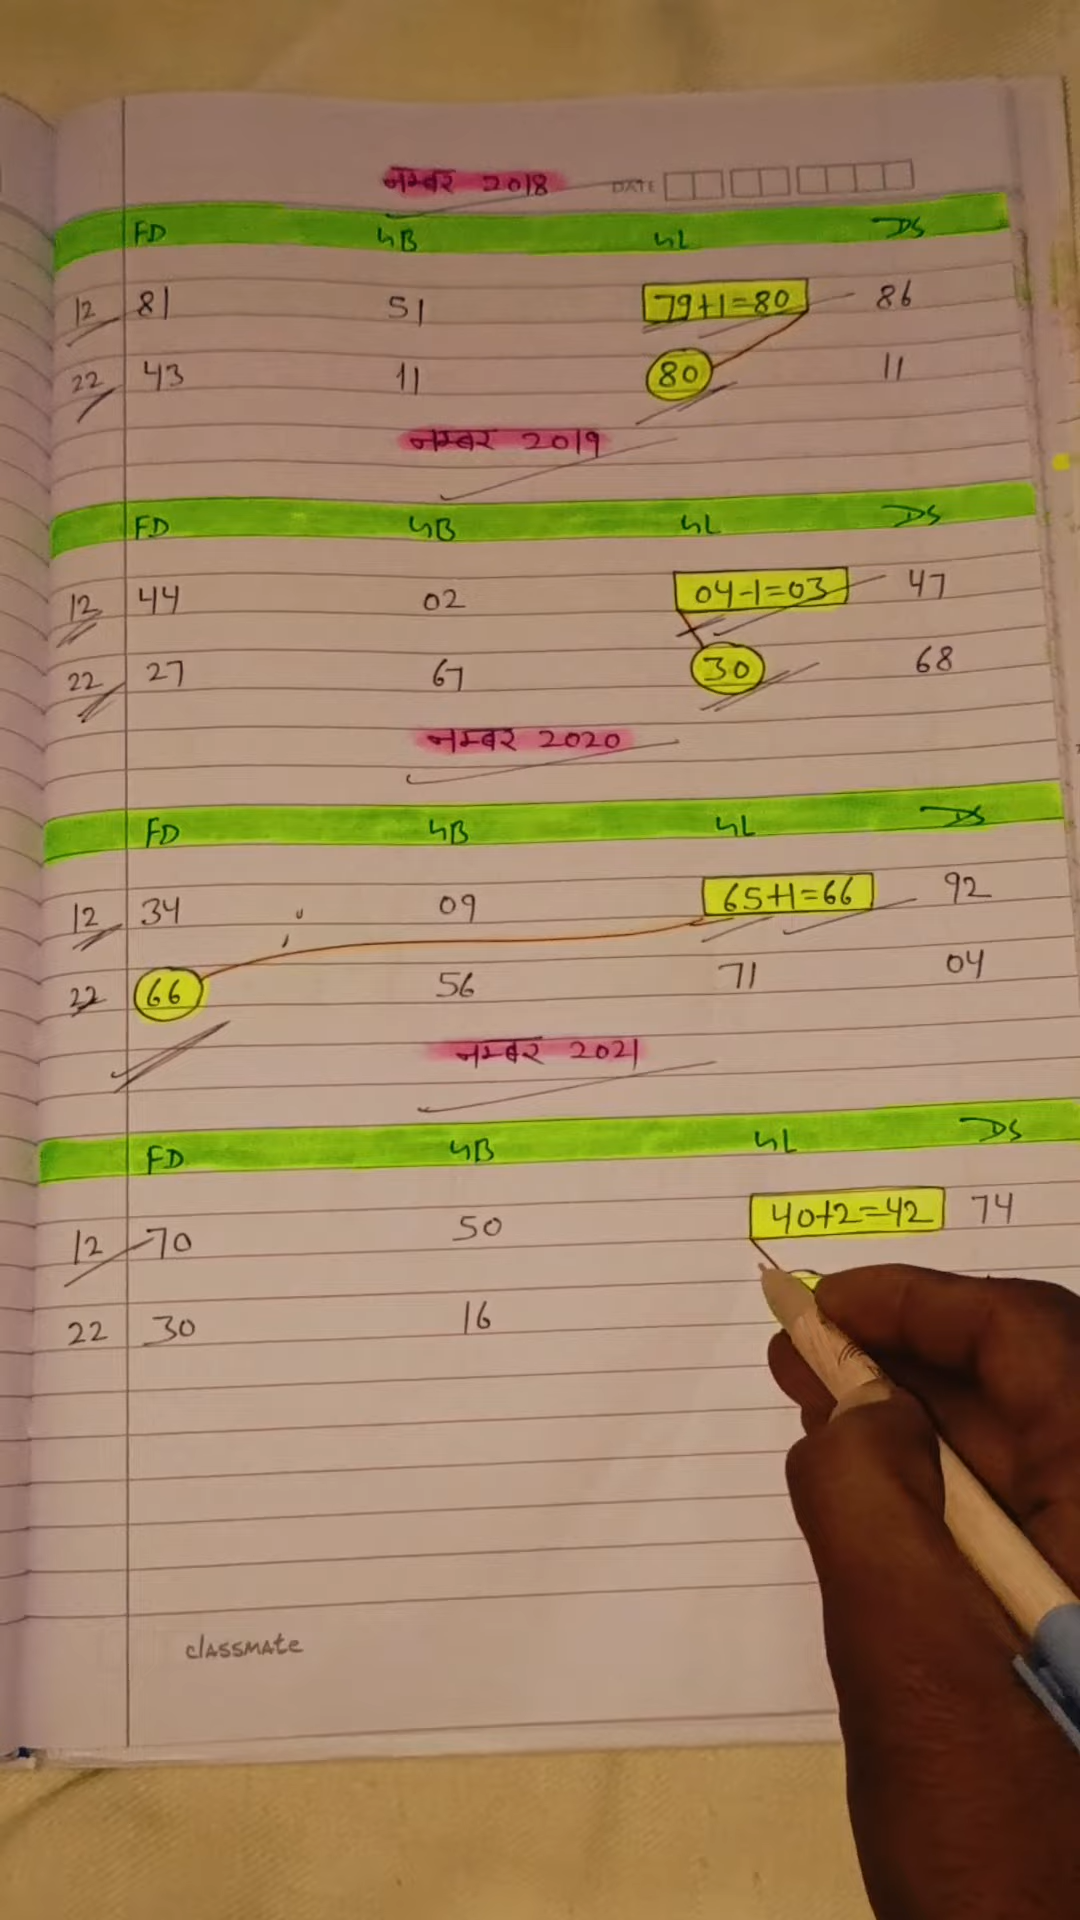 नम्बर 2018 DATE
FD GB GL DS
12 81 51 79+1=80 86
22 43 11 80 11
नम्बर 2019
FD GB GL DS
12 44 02 04-1=03 47
22 27 67 30 68
नम्बर 2020
FD GB GL DS
12 34 09 65+1=66 92
22 66 56 71 04
नम्बर 2021
FD GB GL DS
12 70 50 40+2=42 74
22 30 16
classmate